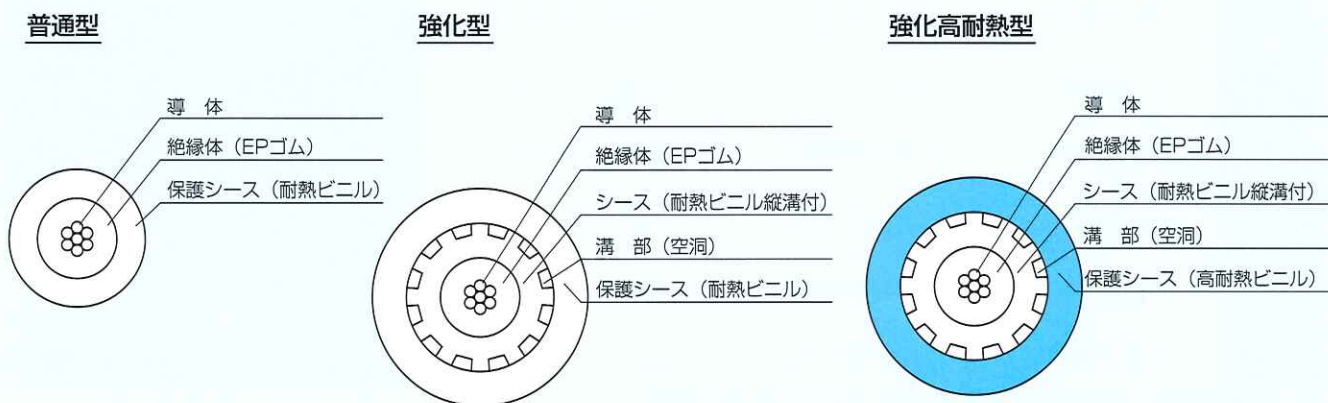 普通型
導 体
絶縁体（EPゴム）
保護シース（耐熱ビニル）
強化型
導 体
絶縁体（EPゴム）
シース（耐熱ビニル縦溝付）
溝 部（空洞）
保護シース（耐熱ビニル）
強化高耐熱型
導 体
絶縁体（EPゴム）
シース（耐熱ビニル縦溝付）
溝 部（空洞）
保護シース（高耐熱ビニル）